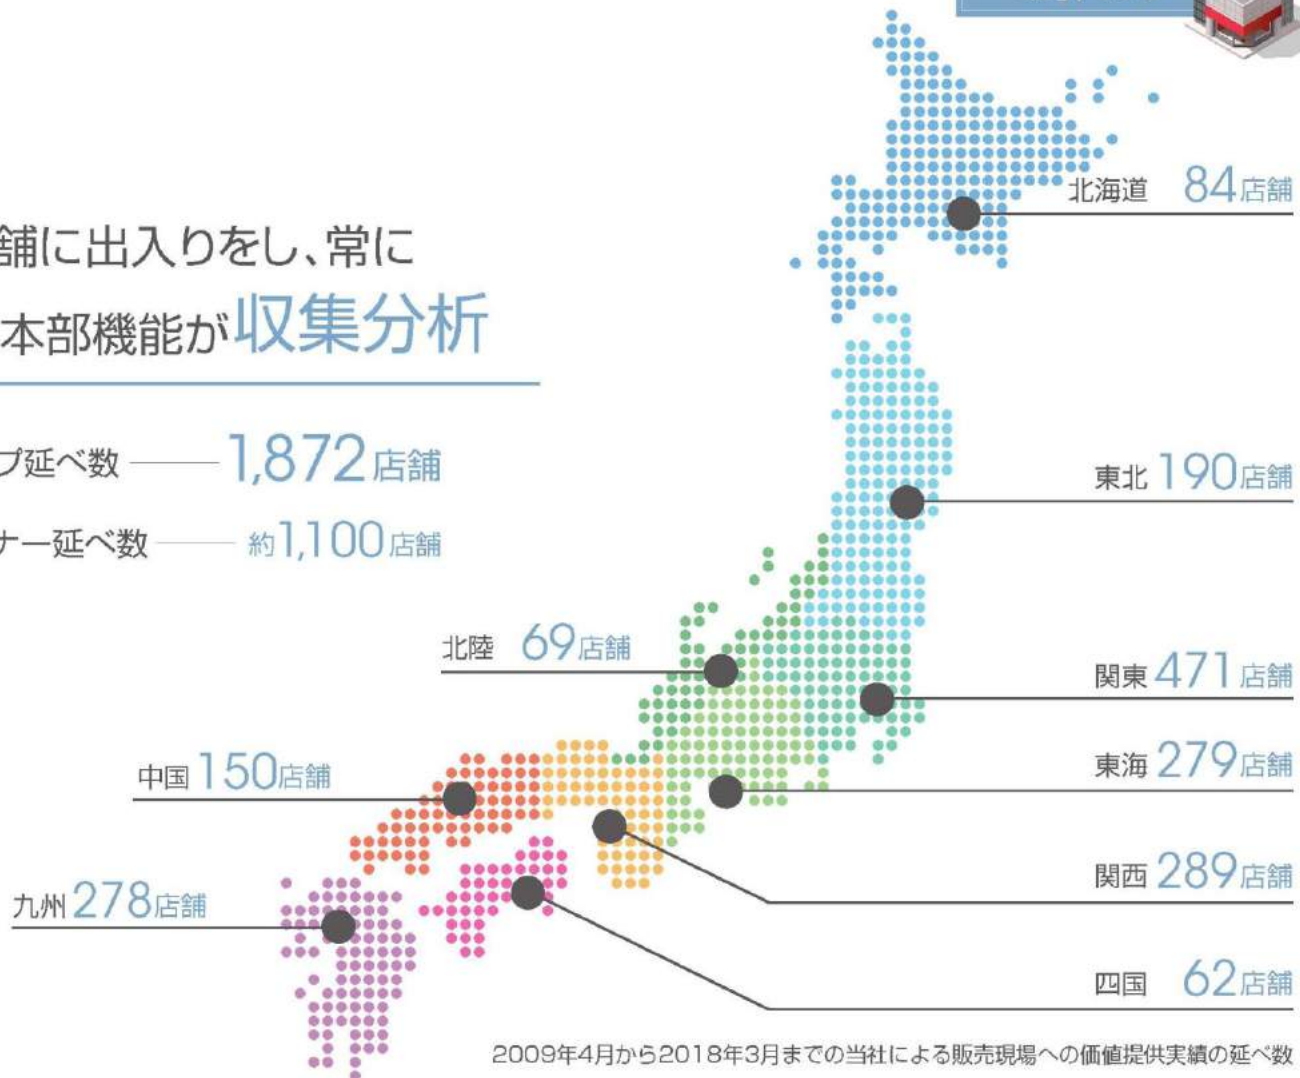 北海道 84店舗
舗に出入りをし、常に
本部機能が収集分析
プ延べ数 1,872店舗
東北 190店舗
ナー延べ数 約1,100店舗
北陸 69店舗
関東 471店舗
中国 150店舗
東海 279店舗
関西 289店舗
九州 278店舗
四国 62店舗
2009年4月から2018年3月までの当社による販売現場への価値提供実績の延べ数